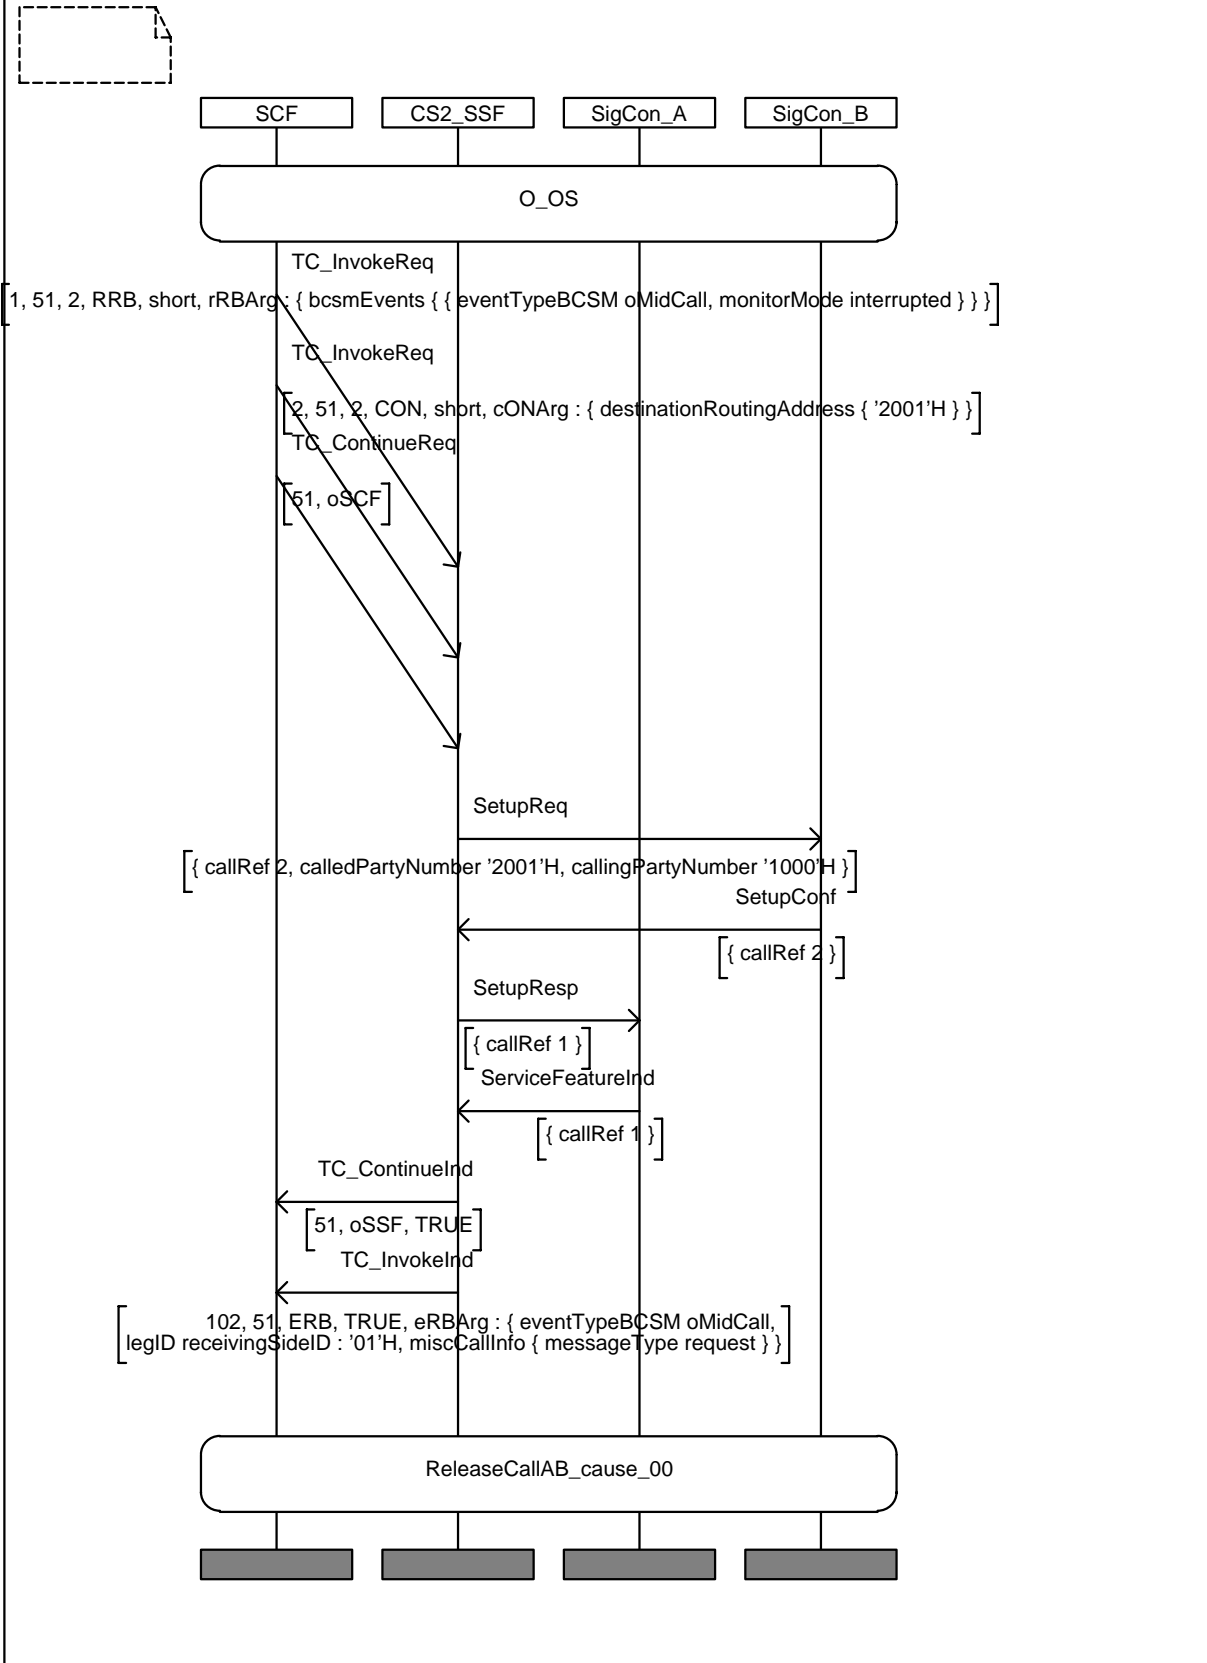 SCF
CS2_SSF
SigCon_A
SigCon_B
O_OS
TC_InvokeReq
1, 51, 2, RRB, short, rRBArg : { bcsmEvents { { eventTypeBCSM oMidCall, monitorMode interrupted } } }
TC_InvokeReq
2, 51, 2, CON, short, cONArg : { destinationRoutingAddress { '2001'H } }
TC_ContinueReq
51, oSCF
SetupReq
{ callRef 2, calledPartyNumber '2001'H, callingPartyNumber '1000'H }
SetupConf
{ callRef 2 }
SetupResp
{ callRef 1 }
ServiceFeatureInd
{ callRef 1 }
TC_ContinueInd
51, oSSF, TRUE
TC_InvokeInd
102, 51, ERB, TRUE, eRBArg : { eventTypeBCSM oMidCall,
legID receivingSideID : '01'H, miscCallInfo { messageType request } }
ReleaseCallAB_cause_00